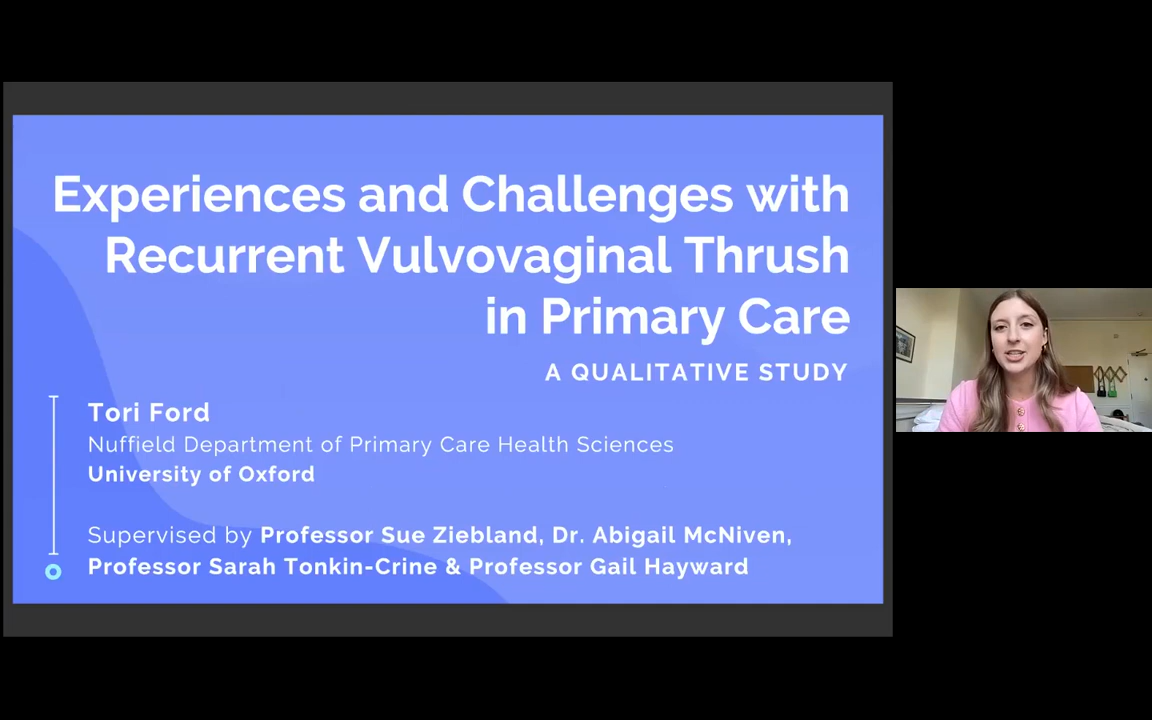 Experiences and Challenges with
Recurrent Vulvovaginal Thrush
in Primary Care
A QUALITATIVE STUDY
Tori Ford
Nuffield Department of Primary Care Health Sciences
University of Oxford
Supervised by Professor Sue Ziebland, Dr. Abigail McNiven,
Professor Sarah Tonkin-Crine & Professor Gail Hayward